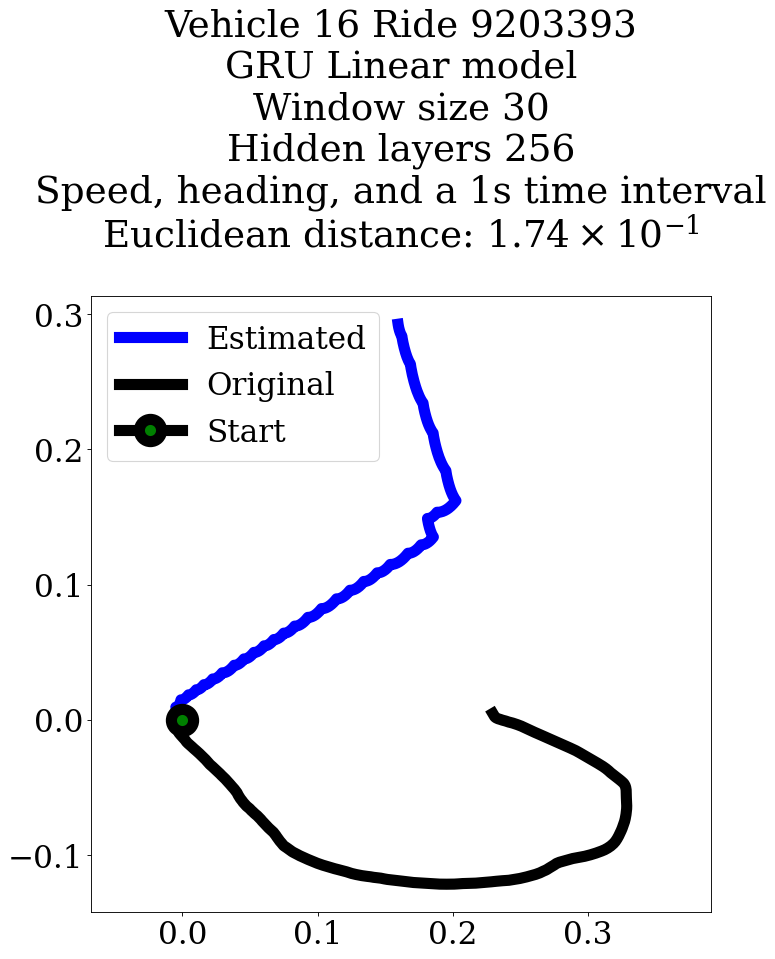 Vehicle 16 Ride 9203393
GRU Linear model
Window size 30
Hidden layers 256
Speed, heading, and a 1s time interval
Euclidean distance: 1.74 × 10⁻¹
Estimated
Original
Start
0.3
0.2
0.1
0.0
−0.1
0.0 0.1 0.2 0.3